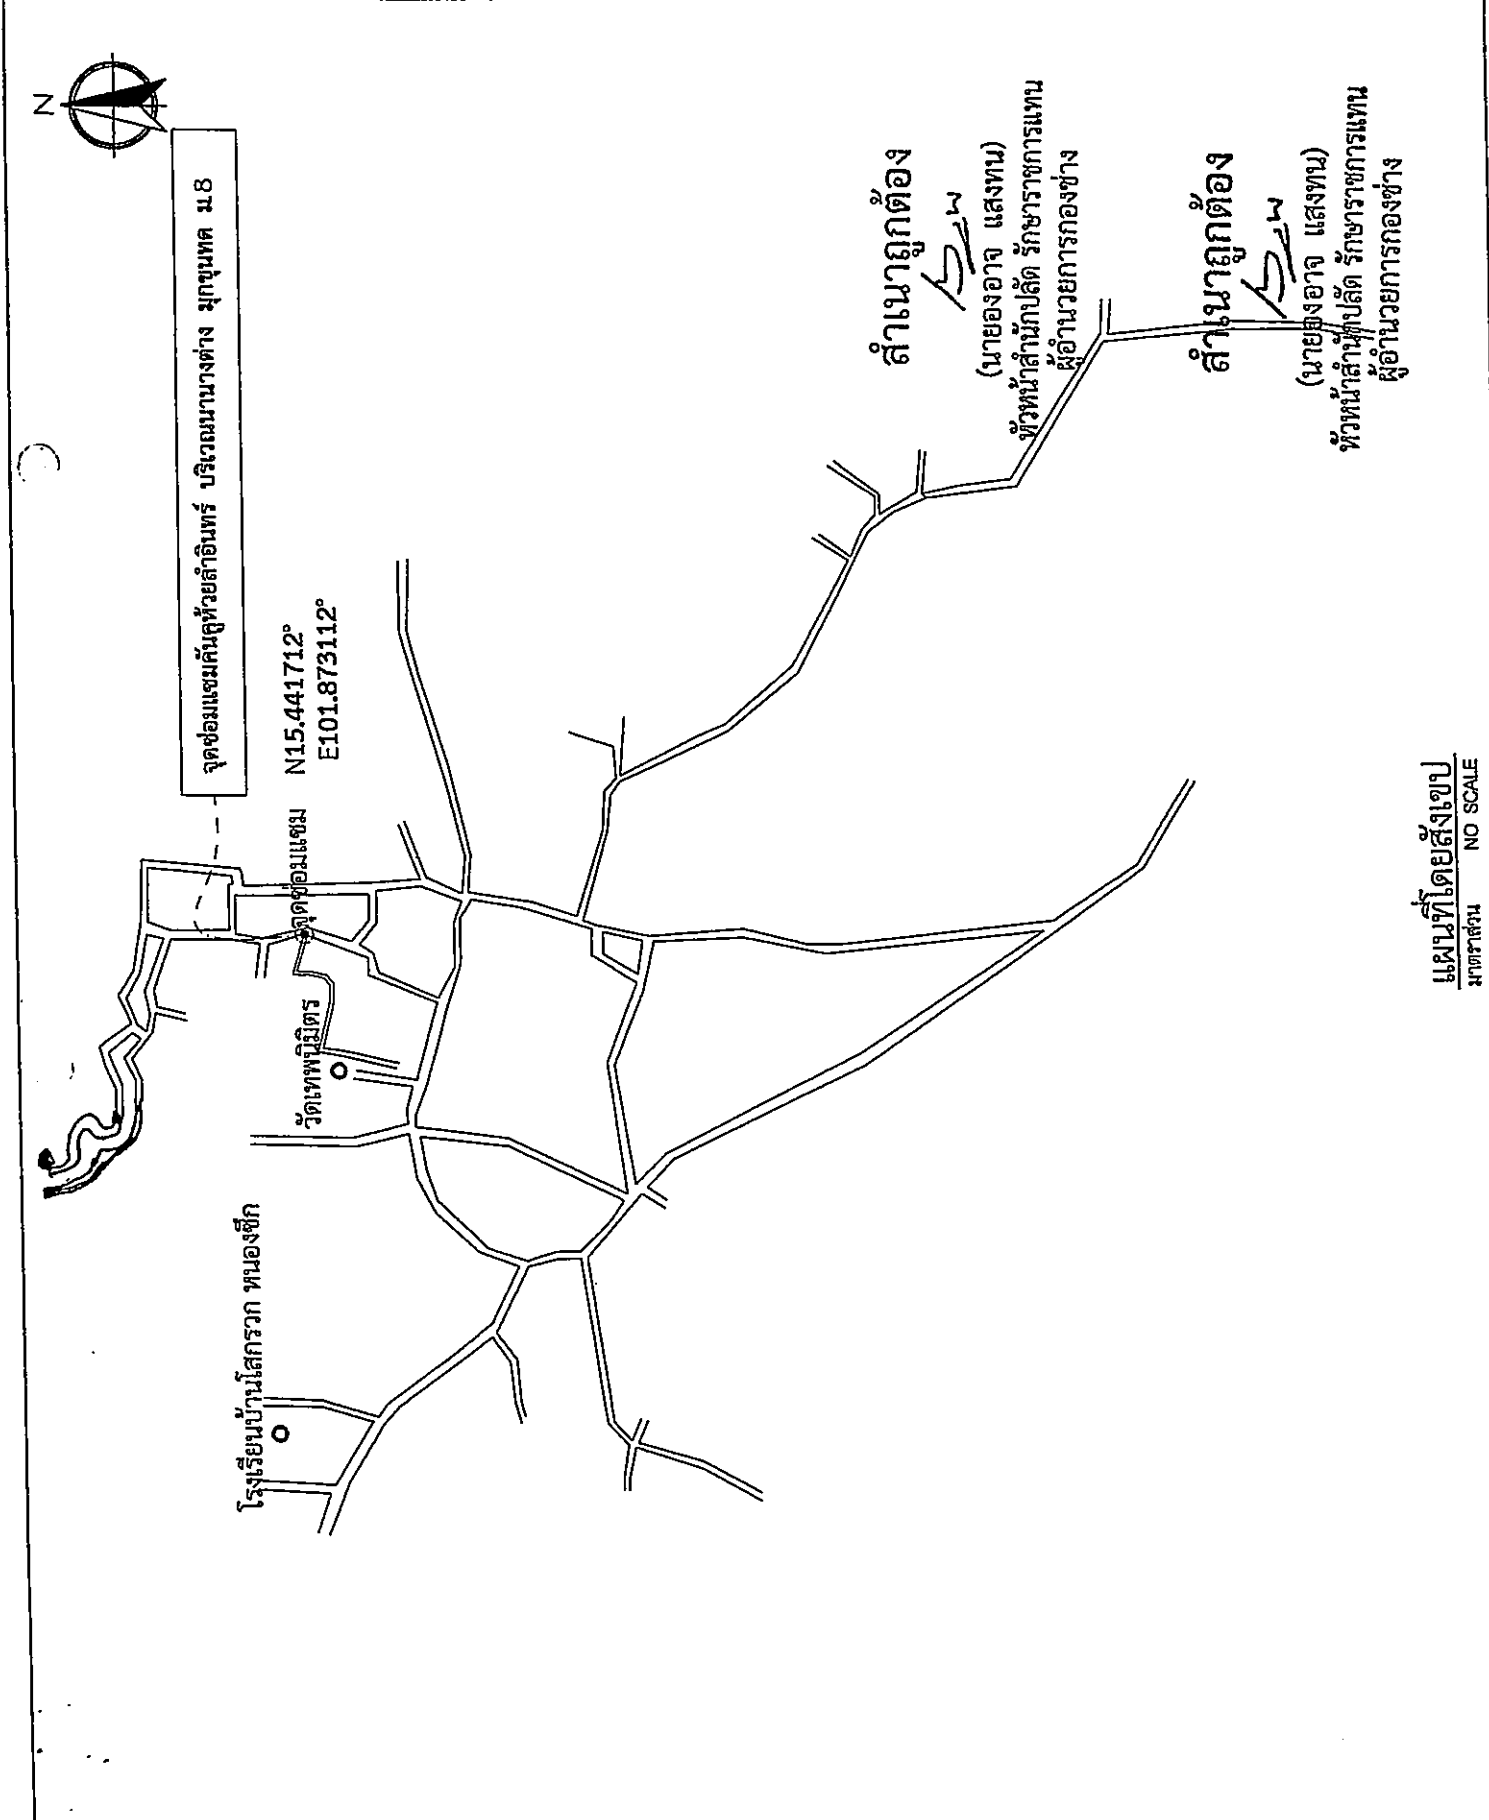 N
จุดซ่อมแซมคันคูห้วยลำอินทร์ บริเวณนานางต่าง มุกขุนทด ม.8
N15.441712°
E101.873112°
จุดซ่อมแซม
วัดเทพนิมิตร
โรงเรียนบ้านโสกรวก หนองซึก
สำเนาถูกต้อง
(นายองอาจ แสงทน)
หัวหน้าสำนักปลัด รักษาราชการแทน
ผู้อำนวยการกองช่าง
สำเนาถูกต้อง
(นายองอาจ แสงทน)
หัวหน้าสำนักปลัด รักษาราชการแทน
ผู้อำนวยการกองช่าง
แผนที่โดยสังเขป
มาตราส่วน NO SCALE